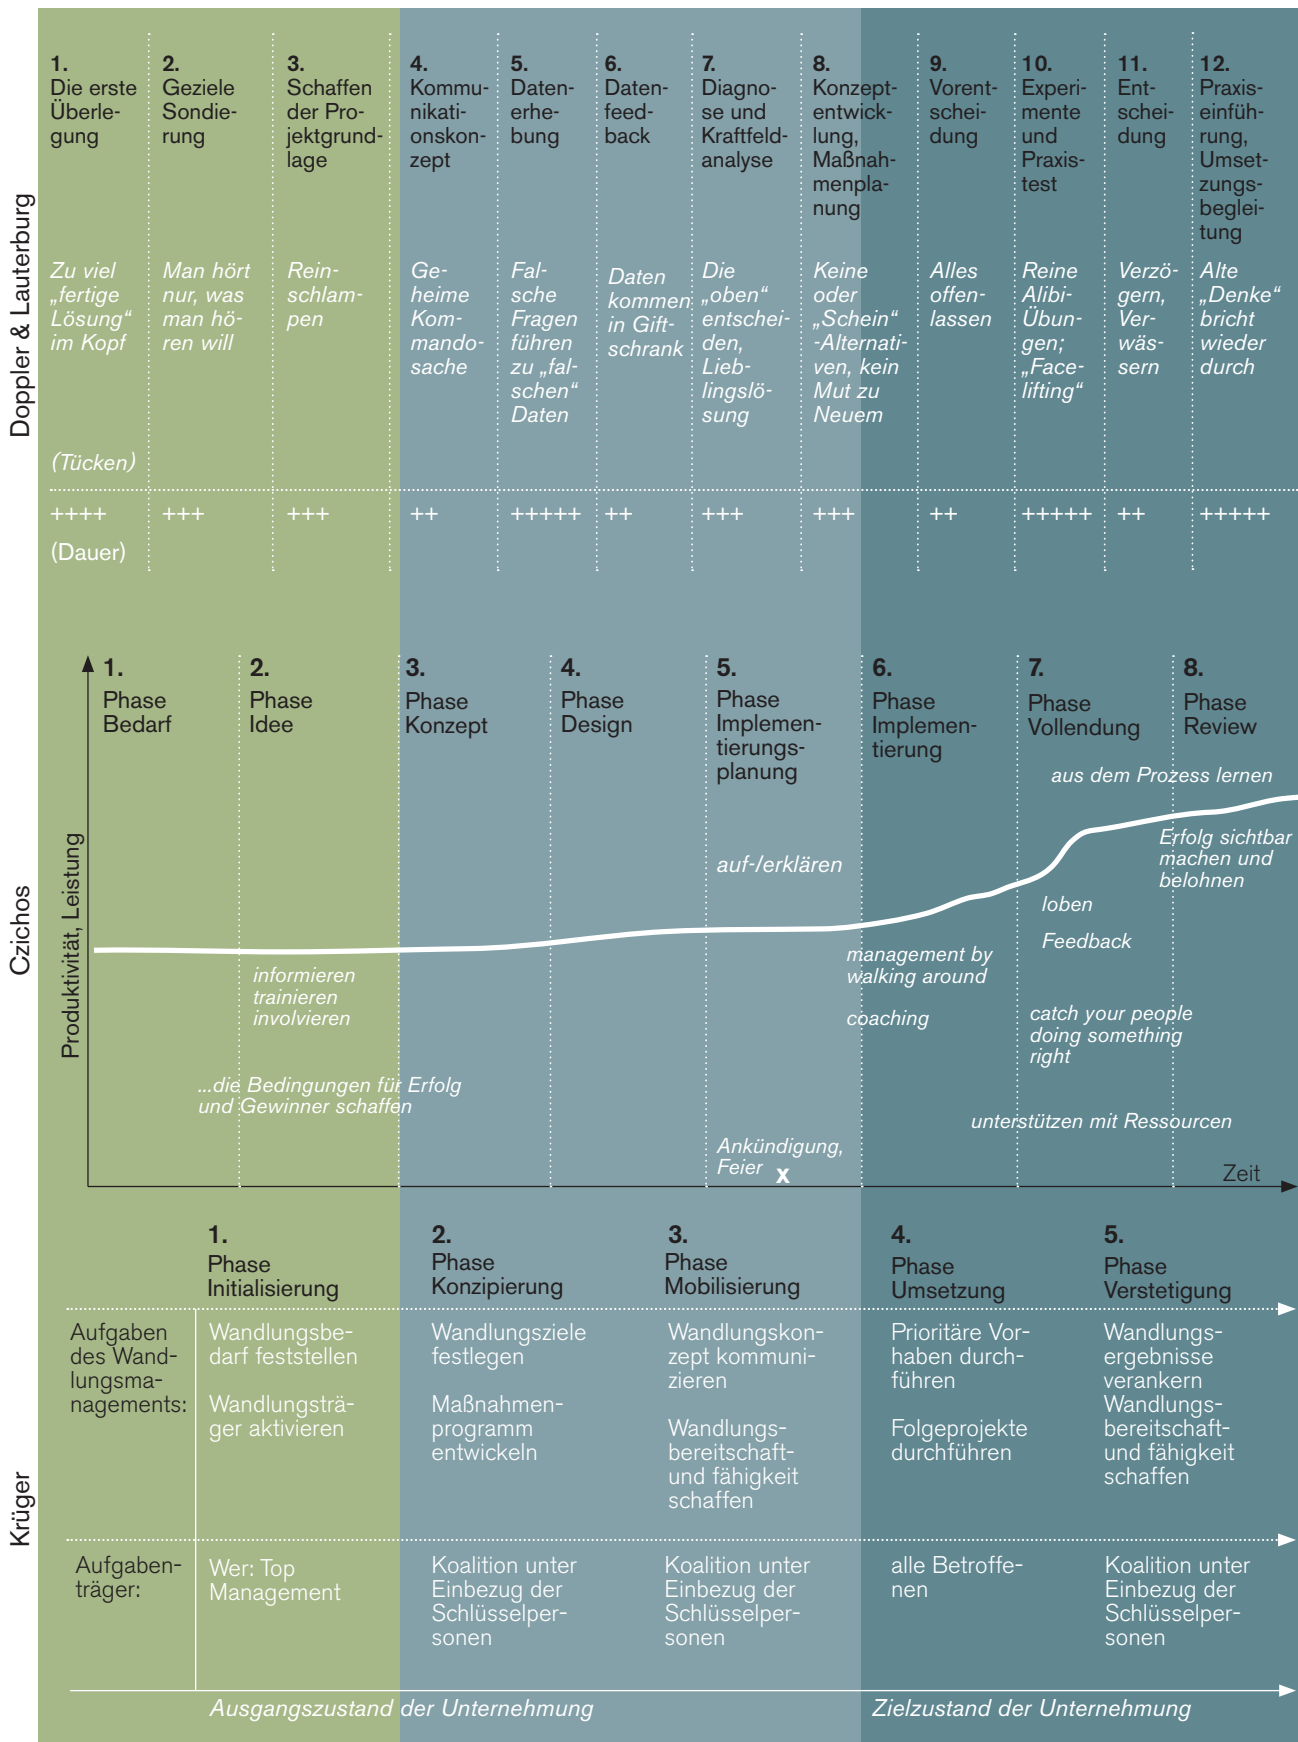 Doppler & Lauterburg
1.
Die erste
Überle-
gung
2.
Geziele
Sondie-
rung
3.
Schaffen
der Pro-
jektgrund-
lage
4.
Kommu-
nikati-
onskon-
zept
5.
Daten-
erhe-
bung
6.
Daten-
feed-
back
7.
Diagno-
se und
Kraftfeld-
analyse
8.
Konzept-
entwick-
lung,
Maßnah-
menpla-
nung
9.
Vorent-
schei-
dung
10.
Experi-
mente
und
Praxis-
test
11.
Ent-
schei-
dung
12.
Praxis-
einfüh-
rung,
Umset-
zungs-
beglei-
tung
Zu viel
„fertige
Lösung“
im Kopf
Man hört
nur, was
man hö-
ren will
Rein-
schlam-
pen
Ge-
heime
Kom-
mando-
sache
Fal-
sche
Fragen
führen
zu „fal-
schen“
Daten
Daten
kommen
in Gift-
schrank
Die
„oben“
entschei-
den,
Lieb-
lingslö-
sung
Keine
oder
„Schein“
-Alternati-
ven, kein
Mut zu
Neuem
Alles
offen-
lassen
Reine
Alibi-
Übun-
gen;
„Face-
lifting“
Verzö-
gern,
Ver-
wäs-
sern
Alte
„Denke“
bricht
wieder
durch
(Tücken)
++++
+++
+++
++
+++++
++
+++
+++
++
+++++
++
+++++
(Dauer)
Czichos
Produktivität, Leistung
1.
Phase
Bedarf
2.
Phase
Idee
3.
Phase
Konzept
4.
Phase
Design
5.
Phase
Implemen-
tierungs-
planung
6.
Phase
Implemen-
tierung
7.
Phase
Vollendung
8.
Phase
Review
aus dem Prozess lernen
Erfolg sichtbar
machen und
belohnen
auf-/erklären
loben
Feedback
management by
walking around
coaching
informieren
trainieren
involvieren
catch your people
doing something
right
...die Bedingungen für Erfolg
und Gewinner schaffen
unterstützen mit Ressourcen
Ankündigung,
Feier x
Zeit
Krüger
1.
Phase
Initialisierung
2.
Phase
Konzipierung
3.
Phase
Mobilisierung
4.
Phase
Umsetzung
5.
Phase
Verstetigung
Aufgaben
des Wand-
lungsma-
nagements:
Wandlungsbe-
darf feststellen
Wandlungsträ-
ger aktivieren
Wandlungsziele
festlegen
Maßnahmen-
programm
entwickeln
Wandlungskon-
zept kommuni-
zieren
Wandlungs-
bereitschaft-
und fähigkeit
schaffen
Prioritäre Vor-
haben durch-
führen
Folgeprojekte
durchführen
Wandlungs-
ergebnisse
verankern
Wandlungs-
bereitschaft-
und fähigkeit
schaffen
Aufgaben-
träger:
Wer: Top
Management
Koalition unter
Einbezug der
Schlüsselper-
sonen
Koalition unter
Einbezug der
Schlüsselper-
sonen
alle Betroffe-
nen
Koalition unter
Einbezug der
Schlüsselper-
sonen
Ausgangszustand der Unternehmung
Zielzustand der Unternehmung